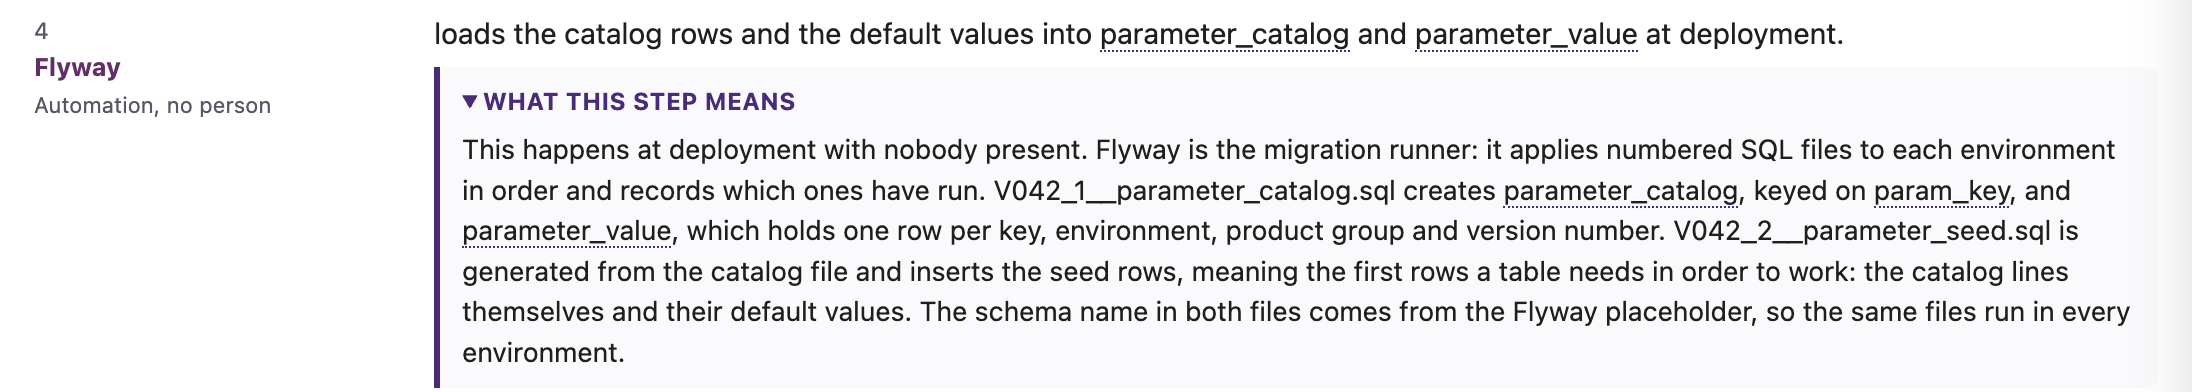 4
Flyway
Automation, no person
loads the catalog rows and the default values into parameter_catalog and parameter_value at deployment.
▼ WHAT THIS STEP MEANS
This happens at deployment with nobody present. Flyway is the migration runner: it applies numbered SQL files to each environment
in order and records which ones have run. V042_1__parameter_catalog.sql creates parameter_catalog, keyed on param_key, and
parameter_value, which holds one row per key, environment, product group and version number. V042_2__parameter_seed.sql is
generated from the catalog file and inserts the seed rows, meaning the first rows a table needs in order to work: the catalog lines
themselves and their default values. The schema name in both files comes from the Flyway placeholder, so the same files run in every
environment.